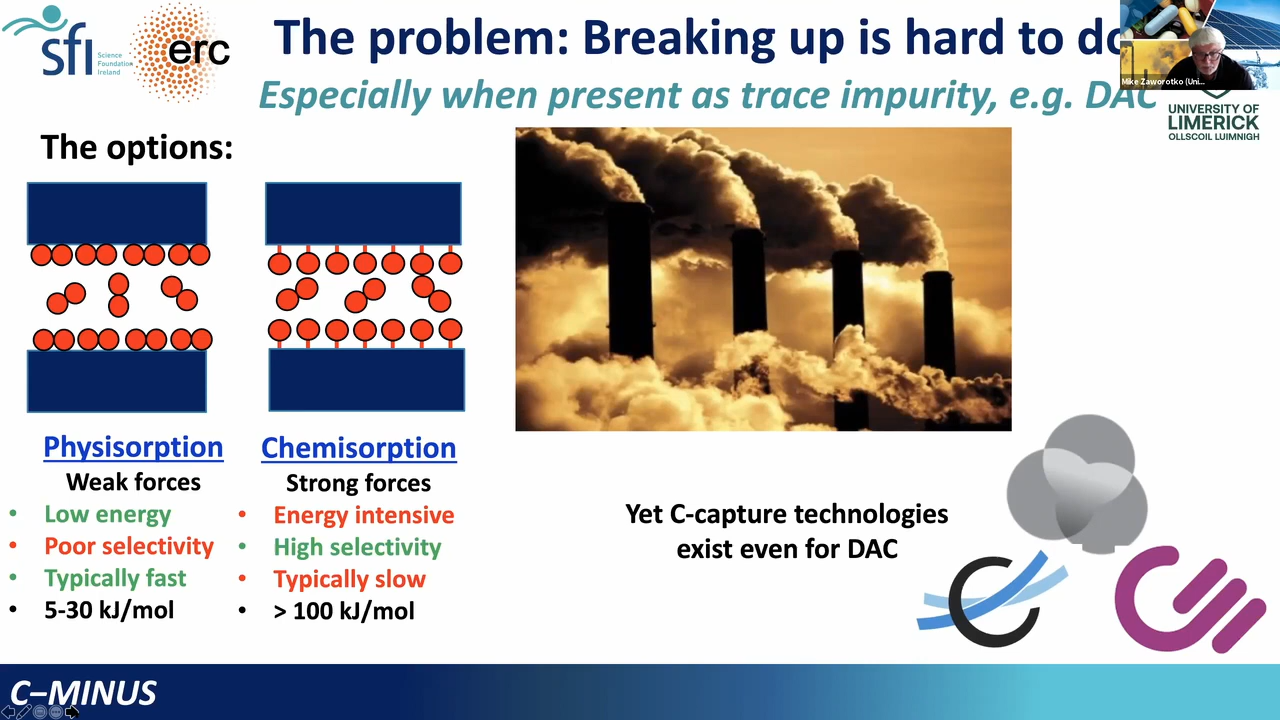 sfi Science
Foundation
Ireland
erc
The problem: Breaking up is hard to do
Especially when present as trace impurity, e.g. DAC
Mike Zaworotko (Uni...
UNIVERSITY OF
LIMERICK
OLLSCOIL LUIMNIGH
The options:
Physisorption
Weak forces
• Low energy
• Poor selectivity
• Typically fast
• 5-30 kJ/mol
Chemisorption
Strong forces
• Energy intensive
• High selectivity
• Typically slow
• > 100 kJ/mol
Yet C-capture technologies
exist even for DAC
C–MINUS